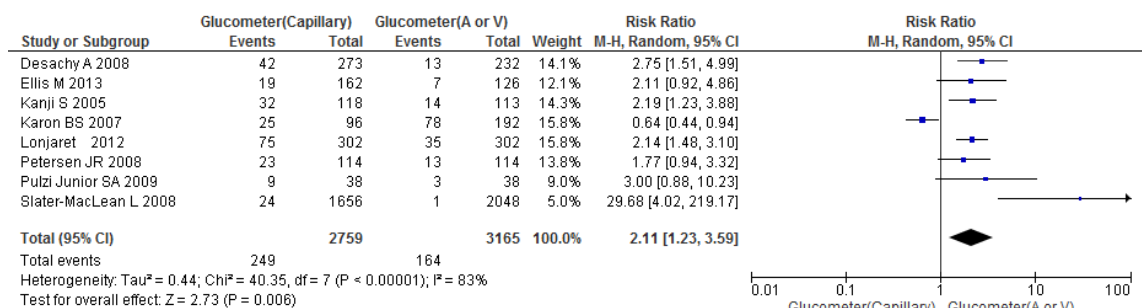 Glucometer(Capillary) Glucometer(A or V) Risk Ratio Risk Ratio
Study or Subgroup Events Total Events Total Weight M-H, Random, 95% CI M-H, Random, 95% CI
Desachy A 2008 42 273 13 232 14.1% 2.75 [1.51, 4.99]
Ellis M 2013 19 162 7 126 12.1% 2.11 [0.92, 4.86]
Kanji S 2005 32 118 14 113 14.3% 2.19 [1.23, 3.88]
Karon BS 2007 25 96 78 192 15.8% 0.64 [0.44, 0.94]
Lonjaret 2012 75 302 35 302 15.8% 2.14 [1.48, 3.10]
Petersen JR 2008 23 114 13 114 13.8% 1.77 [0.94, 3.32]
Pulzi Junior SA 2009 9 38 3 38 9.0% 3.00 [0.88, 10.23]
Slater-MacLean L 2008 24 1656 1 2048 5.0% 29.68 [4.02, 219.17]
Total (95% CI) 2759 3165 100.0% 2.11 [1.23, 3.59]
Total events 249 164
Heterogeneity: Tau² = 0.44; Chi² = 40.35, df = 7 (P < 0.00001); I² = 83%
Test for overall effect: Z = 2.73 (P = 0.006)
0.01 0.1 1 10 100
Glucometer(Capillary) Glucometer(A or V)